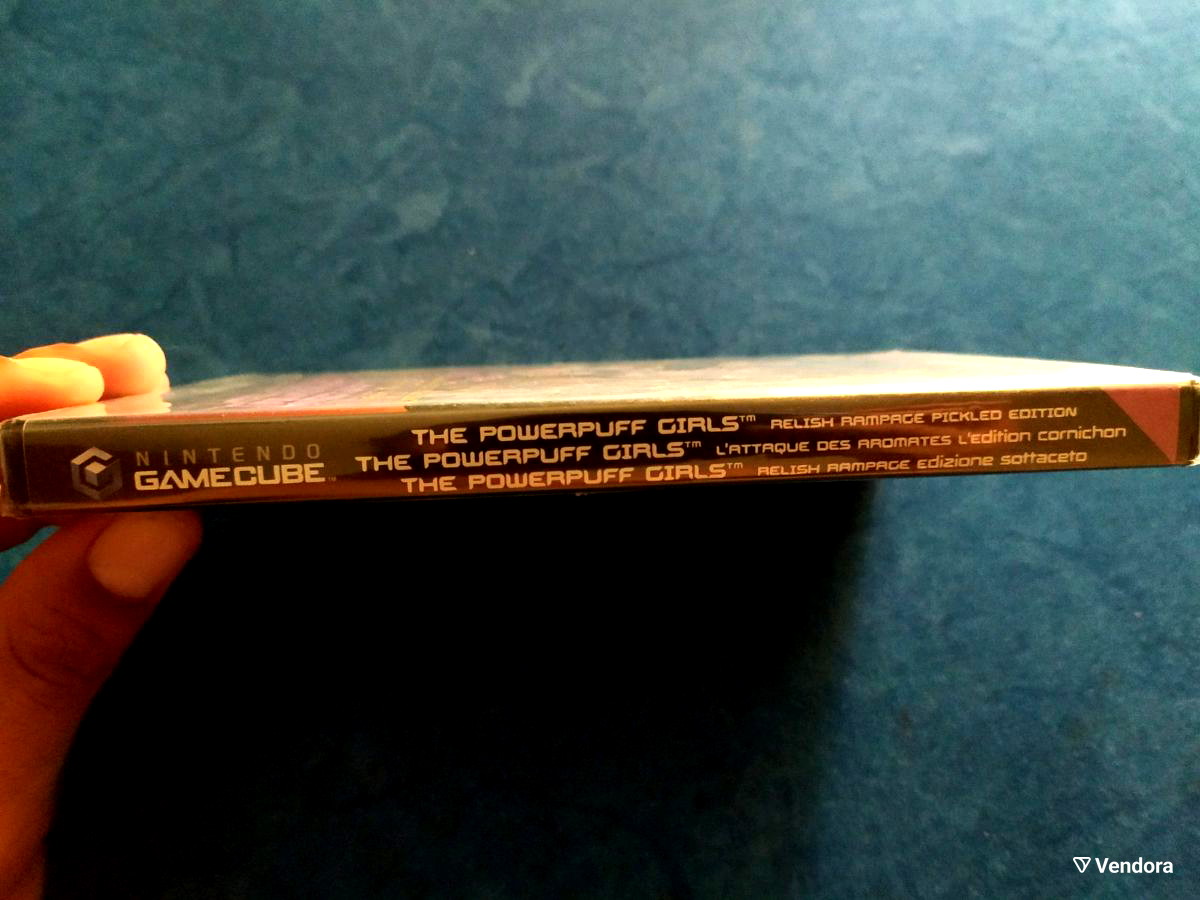 NINTENDO
GAMECUBE™
THE POWERPUFF GIRLS™ RELISH RAMPAGE PICKLED EDITION
THE POWERPUFF GIRLS™ L'ATTAQUE DES AROMATES L'Edition cornichon
THE POWERPUFF GIRLS™ RELISH RAMPAGE Edizione sottaceto
Vendora